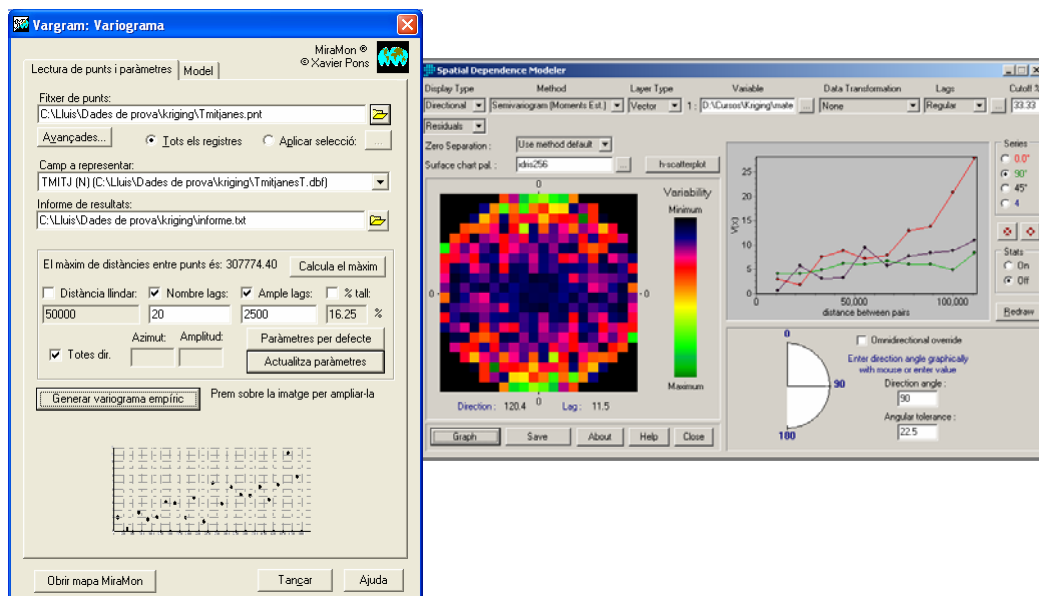 Vargram: Variograma
MiraMon ®
© Xavier Pons
Lectura de punts i paràmetres
Model
Fitxer de punts:
C:\Lluis\Dades de prova\kriging\Tmitjanes.pnt
Avançades...
Tots els registres
Aplicar selecció:
...
Camp a representar:
TMITJ (N) (C:\Lluis\Dades de prova\kriging\TmitjanesT.dbf)
Informe de resultats:
C:\Lluis\Dades de prova\kriging\informe.txt
El màxim de distàncies entre punts és: 307774.40
Calcula el màxim
Distància llindar:
Nombre lags:
Ample lags:
% tall:
50000
20
2500
16.25
%
Azimut:
Amplitud:
Paràmetres per defecte
Totes dir.
Actualitza paràmetres
Generar variograma empíric
Prem sobre la imatge per ampliar-la
Obrir mapa MiraMon
Tancar
Ajuda
Spatial Dependence Modeler
Display Type
Method
Layer Type
Variable
Data Transformation
Lags
Cutoff %
Directional
Semivariogram (Moments Est.)
Vector
1 :
D:\Cursos\Kriging\mate
...
None
Regular
...
33.33
Residuals
Zero Separation :
Use method default
Surface chart pal. :
idris256
...
h-scatterplot
0
0
0
0
Variability
Minimum
Maximum
Direction : 120.4
Lag : 11.5
Graph
Save
About
Help
Close
V(x)
25
20
15
10
5
0
0
50,000
100,000
distance between pairs
Series
0.0°
90°
45°
4
Stats
On
Off
Redraw
0
90
180
Omnidirectional override
Enter direction angle graphically
with mouse or enter value
Direction angle :
90
Angular tolerance :
22.5